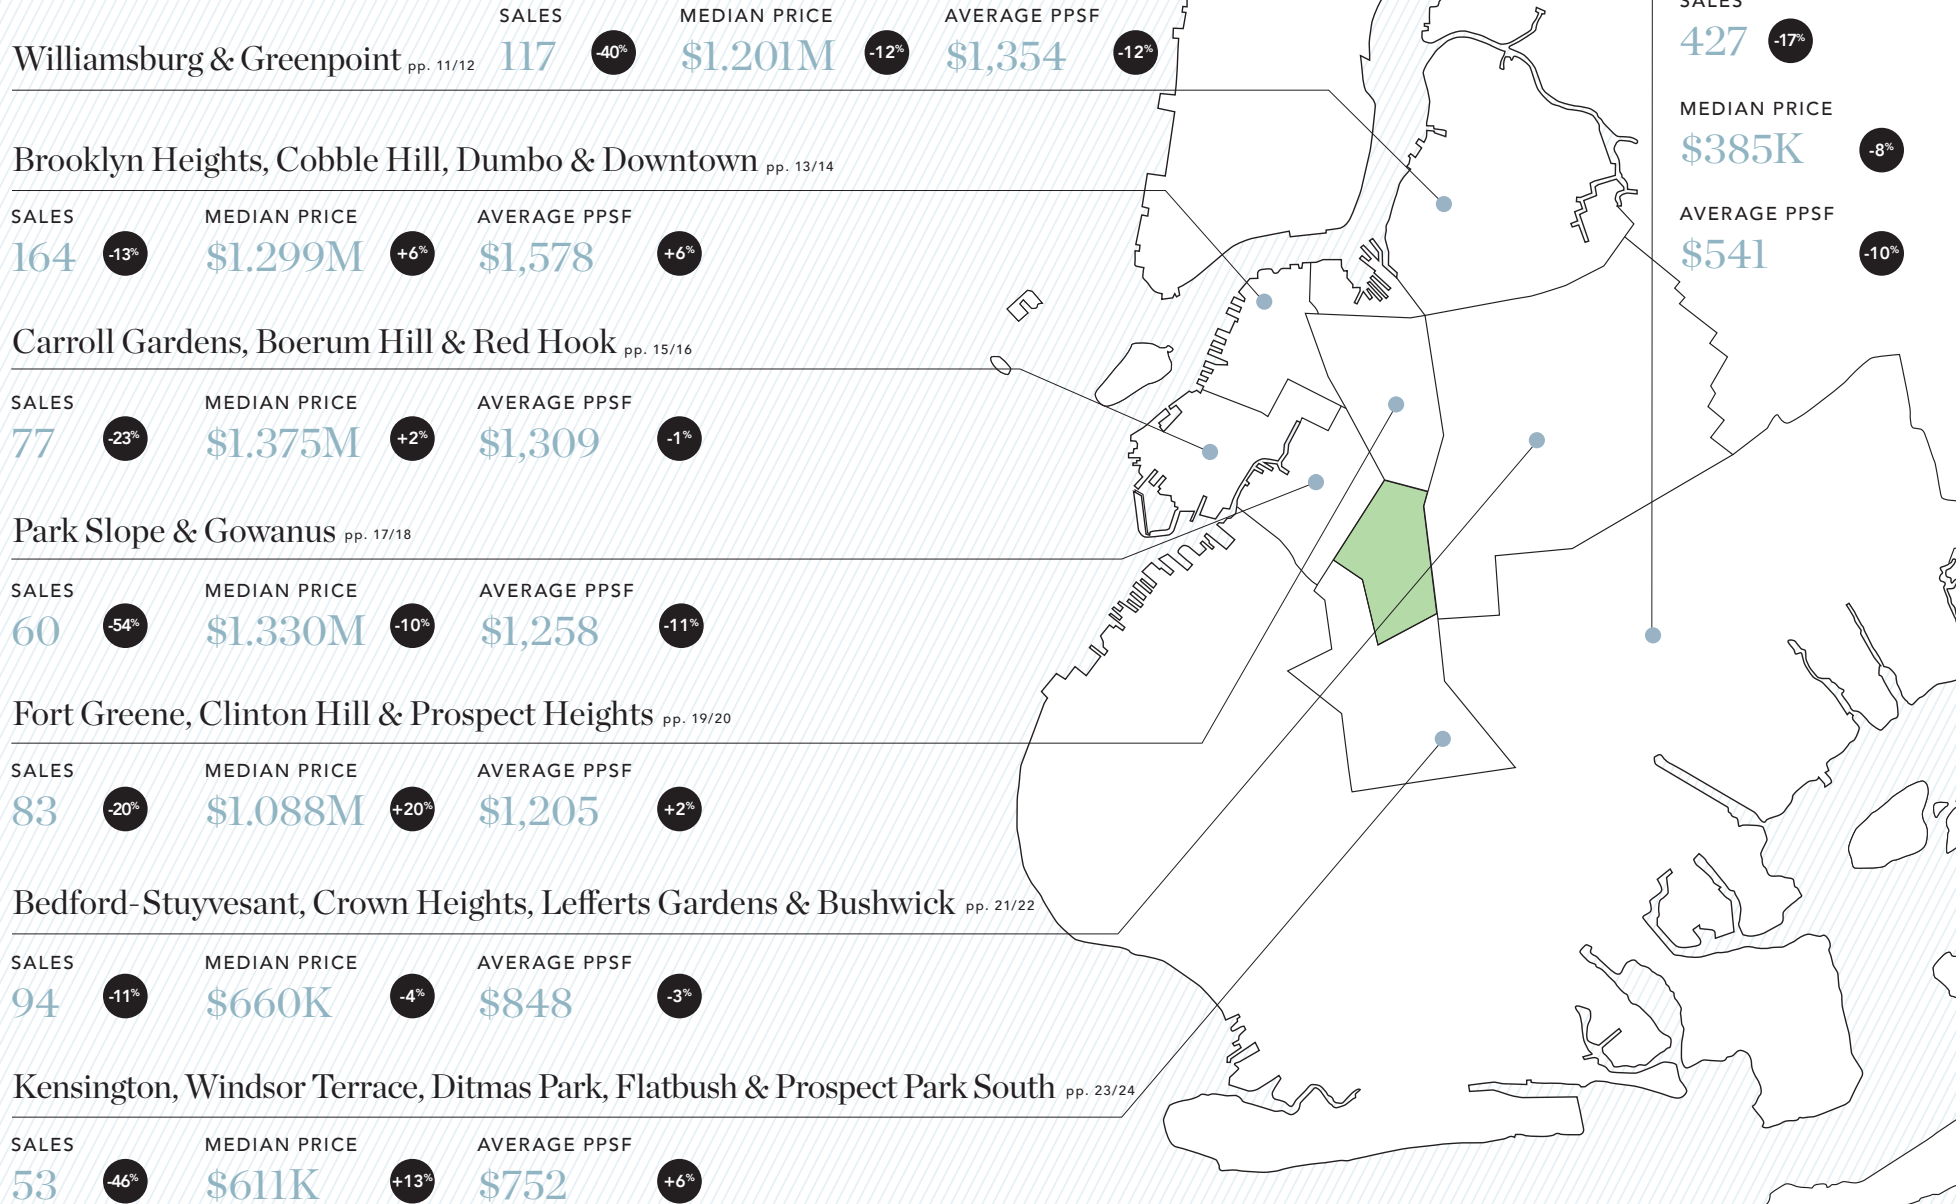 SALES MEDIAN PRICE AVERAGE PPSF
Williamsburg & Greenpoint pp. 11/12 117 -40% $1.201M -12% $1,354 -12%
Brooklyn Heights, Cobble Hill, Dumbo & Downtown pp. 13/14
SALES MEDIAN PRICE AVERAGE PPSF
164 -13% $1.299M +6% $1,578 +6%
Carroll Gardens, Boerum Hill & Red Hook pp. 15/16
SALES MEDIAN PRICE AVERAGE PPSF
77 -23% $1.375M +2% $1,309 -1%
Park Slope & Gowanus pp. 17/18
SALES MEDIAN PRICE AVERAGE PPSF
60 -54% $1.330M -10% $1,258 -11%
Fort Greene, Clinton Hill & Prospect Heights pp. 19/20
SALES MEDIAN PRICE AVERAGE PPSF
83 -20% $1.088M +20% $1,205 +2%
Bedford-Stuyvesant, Crown Heights, Lefferts Gardens & Bushwick pp. 21/22
SALES MEDIAN PRICE AVERAGE PPSF
94 -11% $660K -4% $848 -3%
Kensington, Windsor Terrace, Ditmas Park, Flatbush & Prospect Park South pp. 23/24
SALES MEDIAN PRICE AVERAGE PPSF
53 -46% $611K +13% $752 +6%
SALES
427 -17%
MEDIAN PRICE
$385K -8%
AVERAGE PPSF
$541 -10%